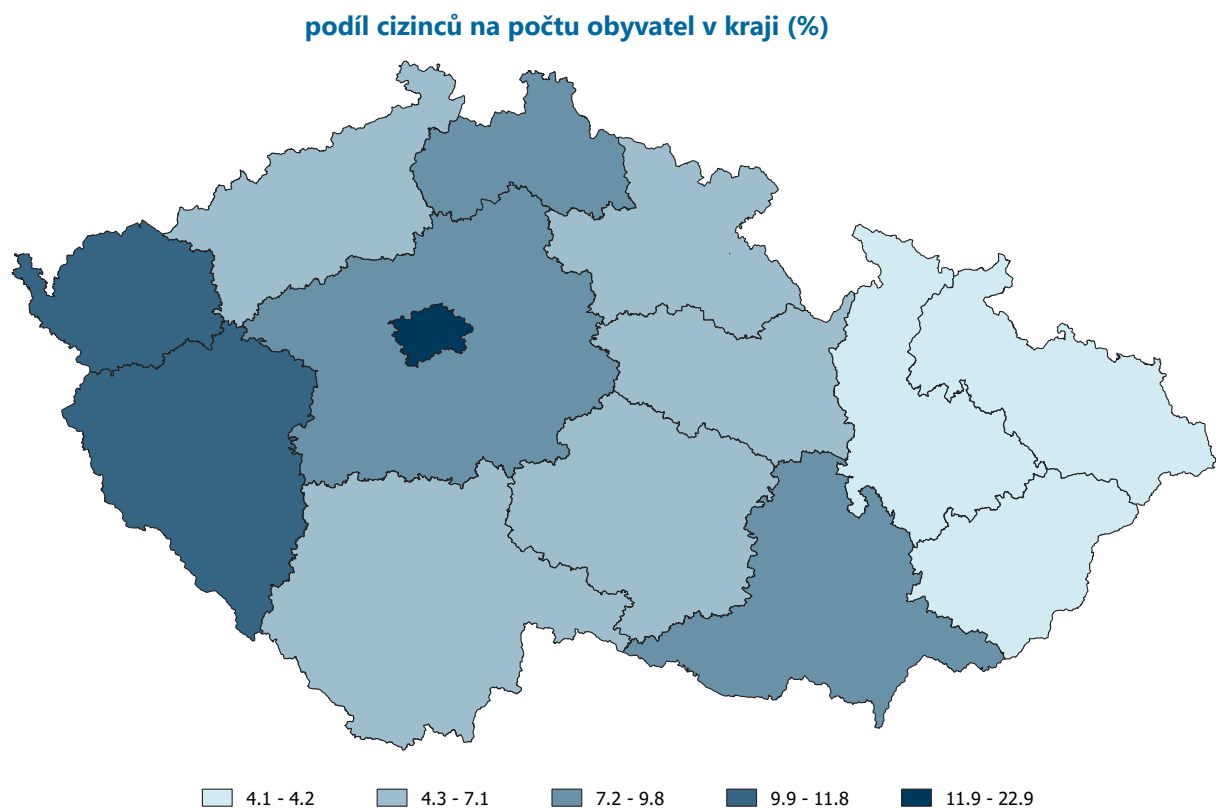 podíl cizinců na počtu obyvatel v kraji (%)
4.1 - 4.2 4.3 - 7.1 7.2 - 9.8 9.9 - 11.8 11.9 - 22.9